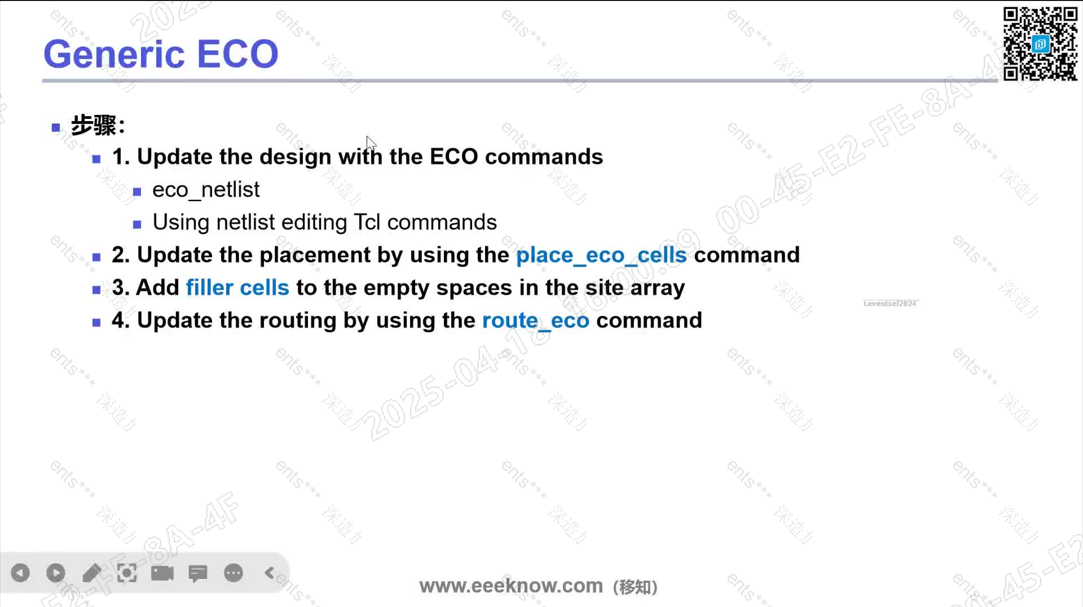 Generic ECO
步骤：
1. Update the design with the ECO commands
eco_netlist
Using netlist editing Tcl commands
2. Update the placement by using the place_eco_cells command
3. Add filler cells to the empty spaces in the site array
4. Update the routing by using the route_eco command
www.eeeknow.com（移知）